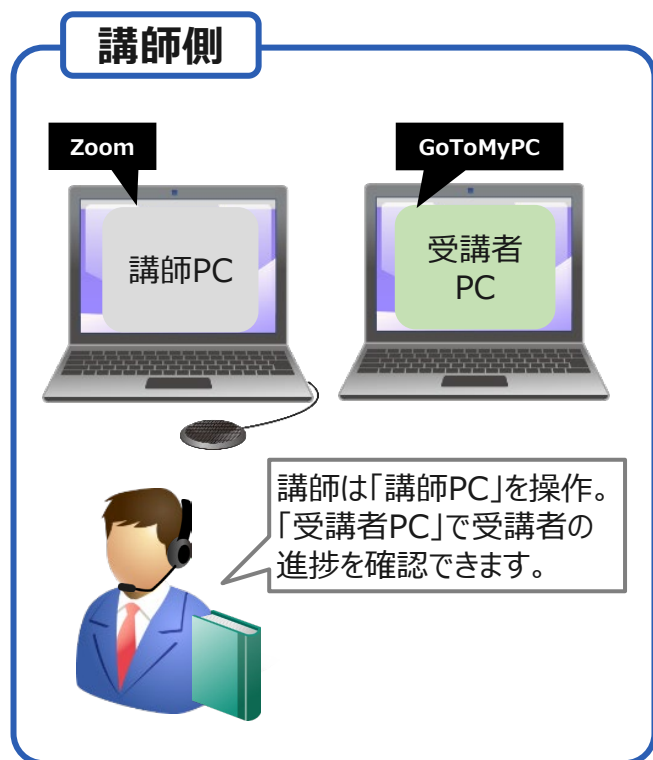 講師側
Zoom
GoToMyPC
講師PC
受講者
PC
講師は「講師PC」を操作。
「受講者PC」で受講者の
進捗を確認できます。